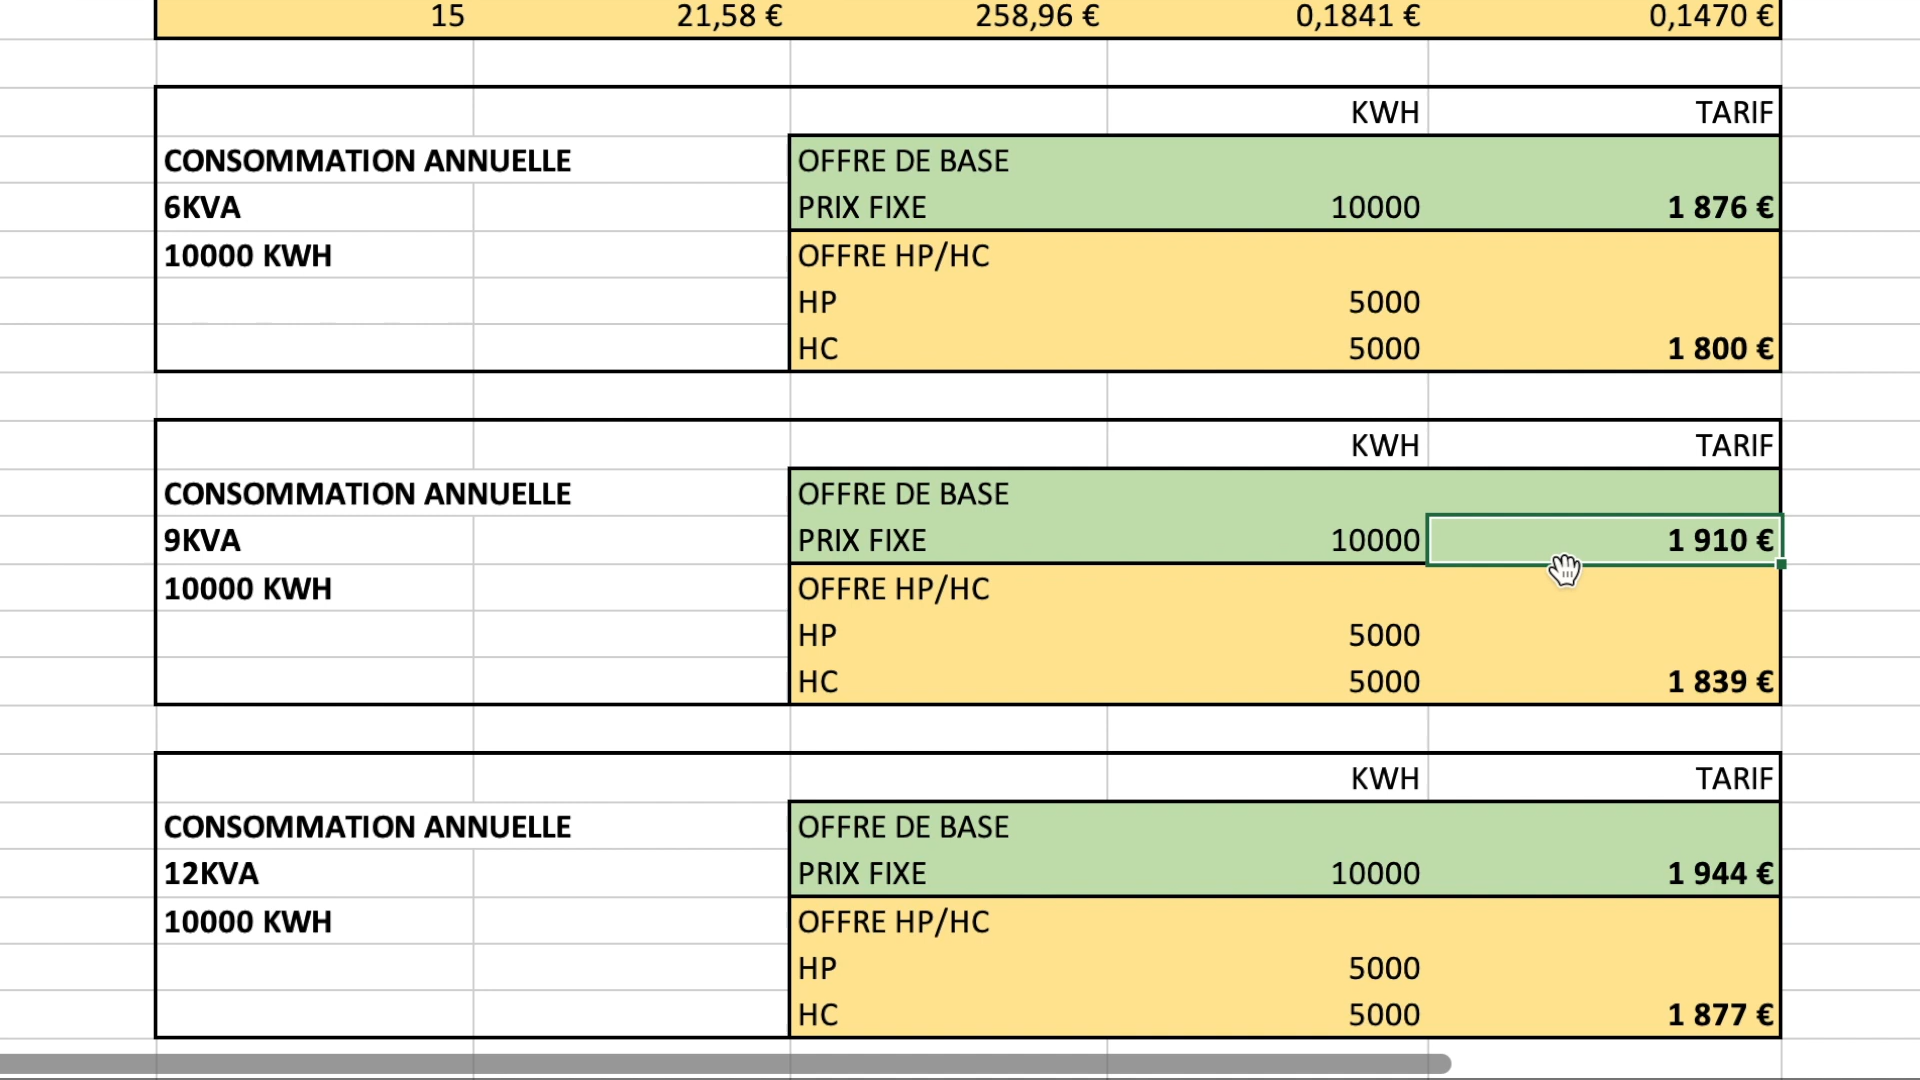 15 21,58 € 258,96 € 0,1841 € 0,1470 €
KWH TARIF
CONSOMMATION ANNUELLE OFFRE DE BASE
6KVA PRIX FIXE 10000 1 876 €
10000 KWH OFFRE HP/HC
HP 5000
HC 5000 1 800 €
KWH TARIF
CONSOMMATION ANNUELLE OFFRE DE BASE
9KVA PRIX FIXE 10000 1 910 €
10000 KWH OFFRE HP/HC
HP 5000
HC 5000 1 839 €
KWH TARIF
CONSOMMATION ANNUELLE OFFRE DE BASE
12KVA PRIX FIXE 10000 1 944 €
10000 KWH OFFRE HP/HC
HP 5000
HC 5000 1 877 €